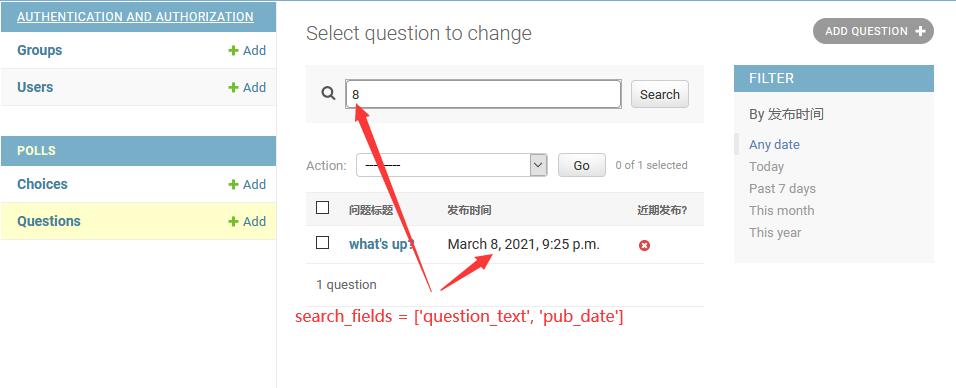 AUTHENTICATION AND AUTHORIZATION
Groups + Add
Users + Add
POLLS
Choices + Add
Questions + Add
Select question to change
ADD QUESTION +
8 Search
Action: --------- Go 0 of 1 selected
问题标题 发布时间 近期发布?
what's up? March 8, 2021, 9:25 p.m.
1 question
search_fields = ['question_text', 'pub_date']
FILTER
By 发布时间
Any date
Today
Past 7 days
This month
This year